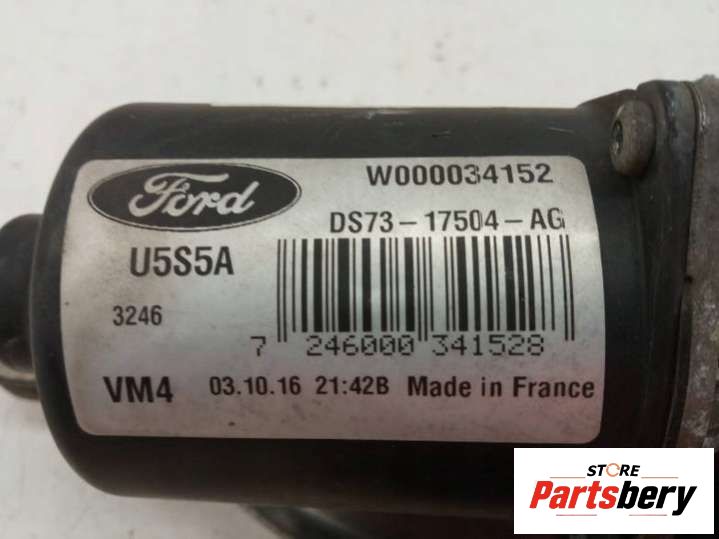 Ford
W000034152
DS73-17504-AG
U5S5A
3246
7 246000 341528
VM4 03.10.16 21:42B Made in France
STORE
Partsbery